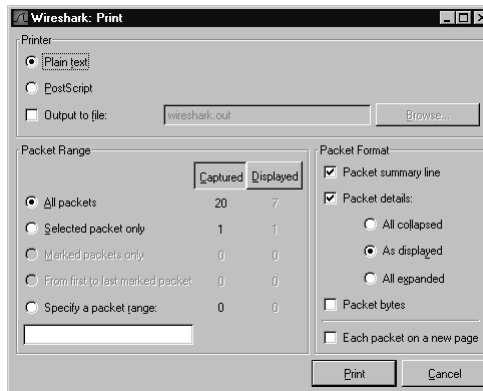 Wireshark: Print
Printer
Plain text
PostScript
Output to file: wireshark.out Browse...
Packet Range
Captured Displayed
All packets 20 7
Selected packet only 1 1
Marked packets only 0 0
From first to last marked packet 0 0
Specify a packet range: 0 0
Packet Format
Packet summary line
Packet details:
All collapsed
As displayed
All expanded
Packet bytes
Each packet on a new page
Print Cancel